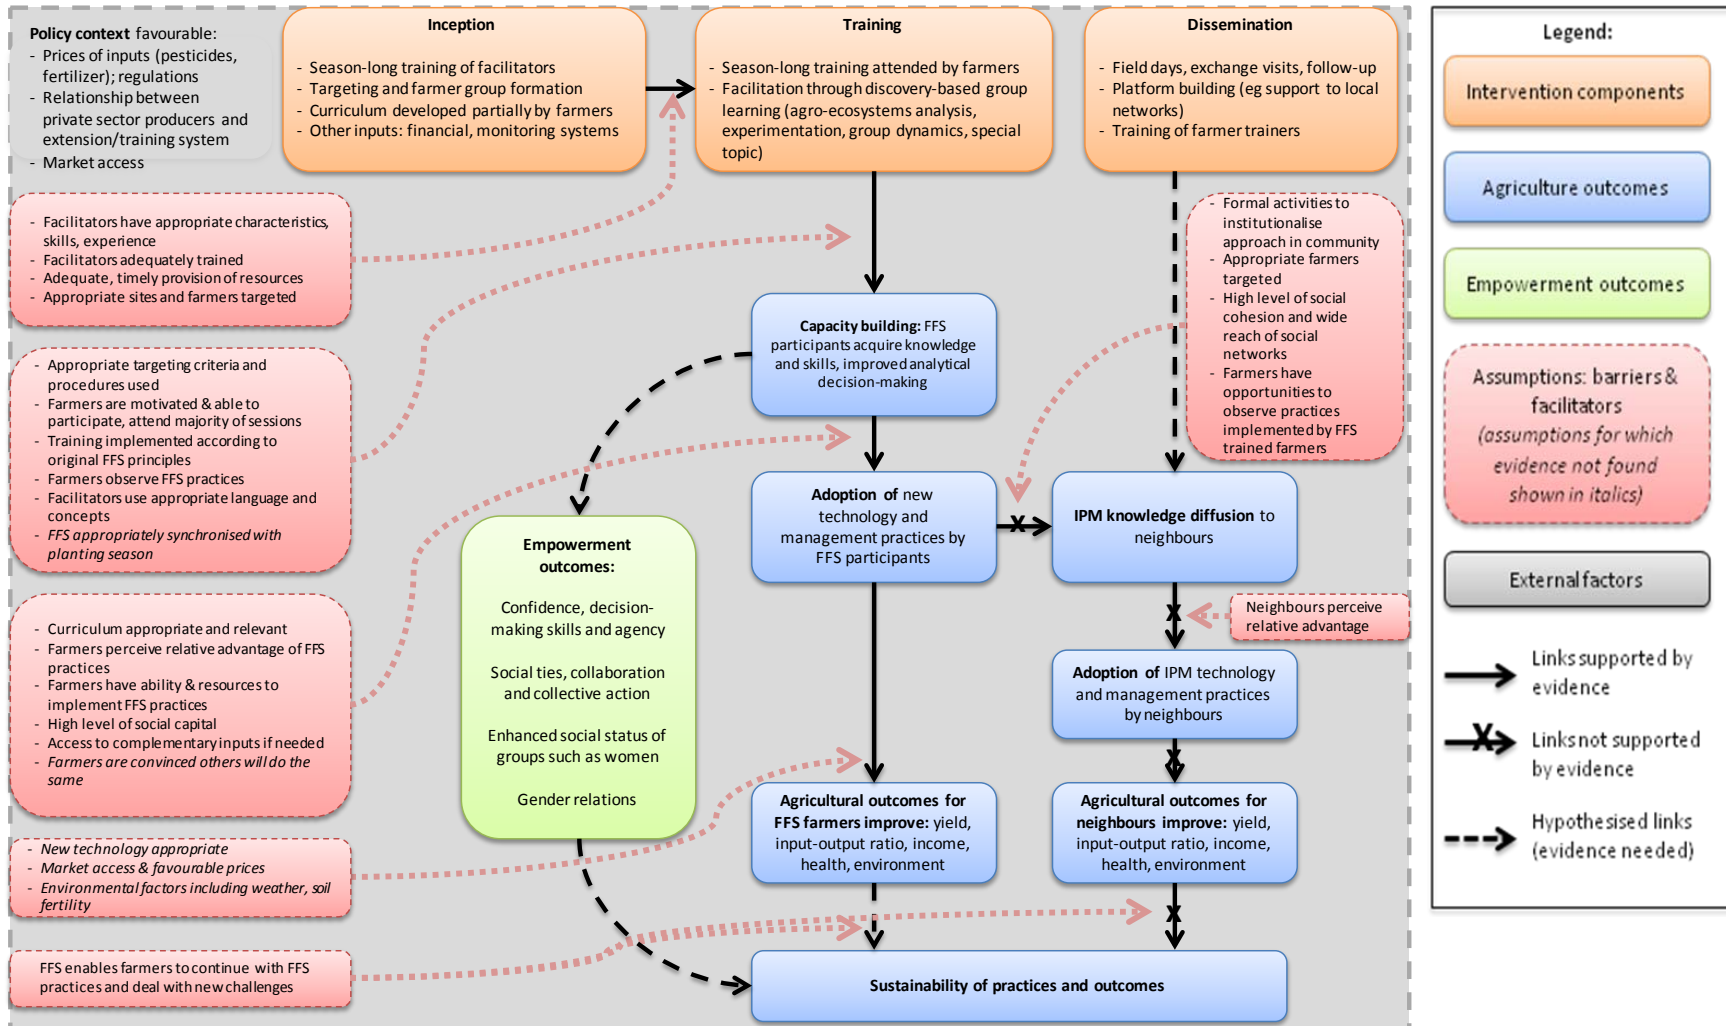 Policy context favourable:
- Prices of inputs (pesticides,
fertilizer); regulations
- Relationship between
private sector producers and
extension/training system
- Market access
Inception
- Season-long training of facilitators
- Targeting and farmer group formation
- Curriculum developed partially by farmers
- Other inputs: financial, monitoring systems
Training
- Season-long training attended by farmers
- Facilitation through discovery-based group
learning (agro-ecosystems analysis,
experimentation, group dynamics, special
topic)
Dissemination
- Field days, exchange visits, follow-up
- Platform building (eg support to local
networks)
- Training of farmer trainers
- Facilitators have appropriate characteristics,
skills, experience
- Facilitators adequately trained
- Adequate, timely provision of resources
- Appropriate sites and farmers targeted
- Appropriate targeting criteria and
procedures used
- Farmers are motivated & able to
participate, attend majority of sessions
- Training implemented according to
original FFS principles
- Farmers observe FFS practices
- Facilitators use appropriate language and
concepts
- FFS appropriately synchronised with
planting season
- Curriculum appropriate and relevant
- Farmers perceive relative advantage of FFS
practices
- Farmers have ability & resources to
implement FFS practices
- High level of social capital
- Access to complementary inputs if needed
- Farmers are convinced others will do the
same
- New technology appropriate
- Market access & favourable prices
- Environmental factors including weather, soil
fertility
FFS enables farmers to continue with FFS
practices and deal with new challenges
Capacity building: FFS
participants acquire knowledge
and skills, improved analytical
decision-making
Adoption of new
technology and
management practices by
FFS participants
X
IPM knowledge diffusion to
neighbours
- Formal activities to
institutionalise
approach in community
- Appropriate farmers
targeted
- High level of social
cohesion and wide
reach of social
networks
- Farmers have
opportunities to
observe practices
implemented by FFS
trained farmers
X
Neighbours perceive
relative advantage
Adoption of IPM technology
and management practices
by neighbours
X
Empowerment
outcomes:
Confidence, decision-
making skills and agency
Social ties, collaboration
and collective action
Enhanced social status of
groups such as women
Gender relations
Agricultural outcomes for
FFS farmers improve: yield,
input-output ratio, income,
health, environment
Agricultural outcomes for
neighbours improve: yield,
input-output ratio, income,
health, environment
X
Sustainability of practices and outcomes
Legend:
Intervention components
Agriculture outcomes
Empowerment outcomes
Assumptions: barriers &
facilitators
(assumptions for which
evidence not found
shown in italics)
External factors
Links supported by
evidence
X
Links not supported
by evidence
Hypothesised links
(evidence needed)